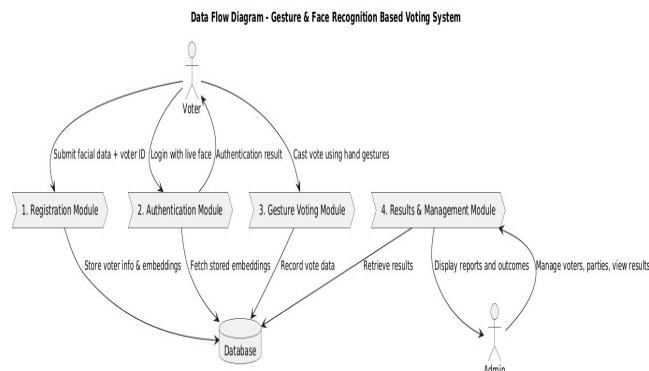 Data Flow Diagram - Gesture & Face Recognition Based Voting System
Voter
Submit facial data + voter ID
Login with live face
Authentication result
Cast vote using hand gestures
1. Registration Module
2. Authentication Module
3. Gesture Voting Module
4. Results & Management Module
Store voter info & embeddings
Fetch stored embeddings
Record vote data
Retrieve results
Display reports and outcomes
Manage voters, parties, view results
Database
Admin